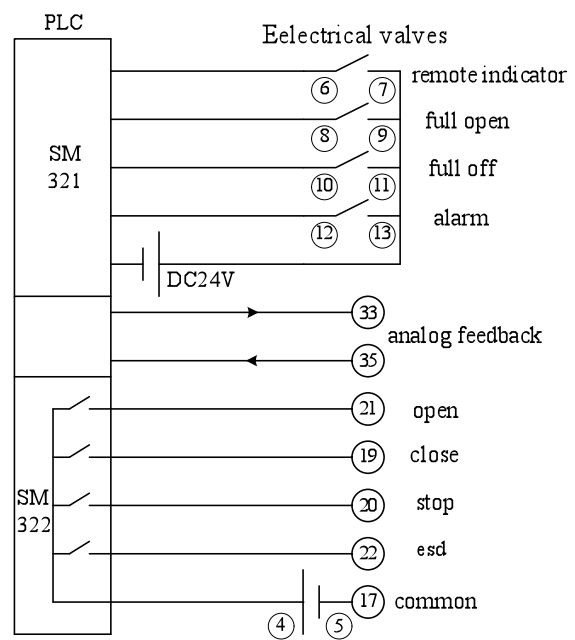 PLC
Eelectrical valves
6 7 remote indicator
8 9 full open
SM
321
10 11 full off
12 13 alarm
DC24V
33
analog feedback
35
21 open
19 close
SM
322
20 stop
22 esd
4 5 17 common